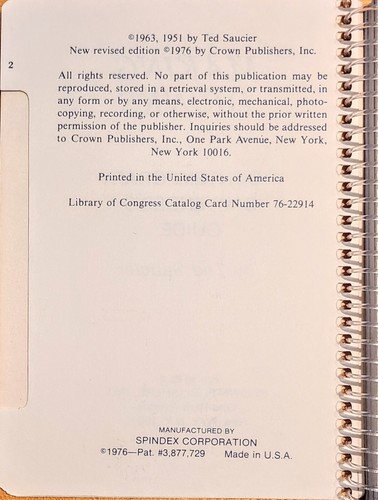 ©1963, 1951 by Ted Saucier
New revised edition ©1976 by Crown Publishers, Inc.
2
All rights reserved. No part of this publication may be
reproduced, stored in a retrieval system, or transmitted, in
any form or by any means, electronic, mechanical, photo-
copying, recording, or otherwise, without the prior written
permission of the publisher. Inquiries should be addressed
to Crown Publishers, Inc., One Park Avenue, New York,
New York 10016.
Printed in the United States of America
Library of Congress Catalog Card Number 76-22914
MANUFACTURED BY
SPINDEX CORPORATION
©1976—Pat. #3,877,729 Made in U.S.A.